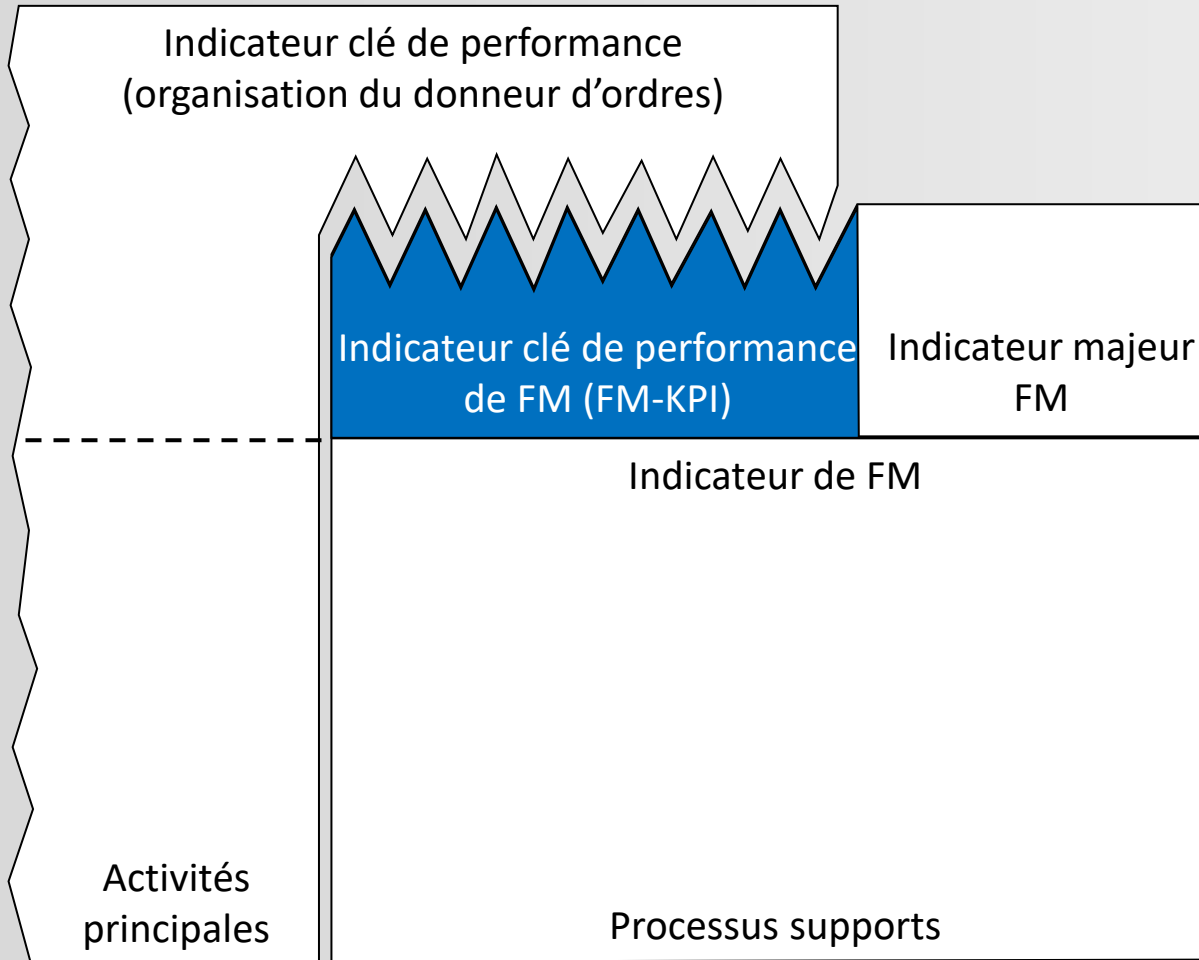 Indicateur clé de performance
(organisation du donneur d’ordres)
Indicateur clé de performance
de FM (FM-KPI)
Indicateur majeur
FM
Indicateur de FM
Activités
principales
Processus supports